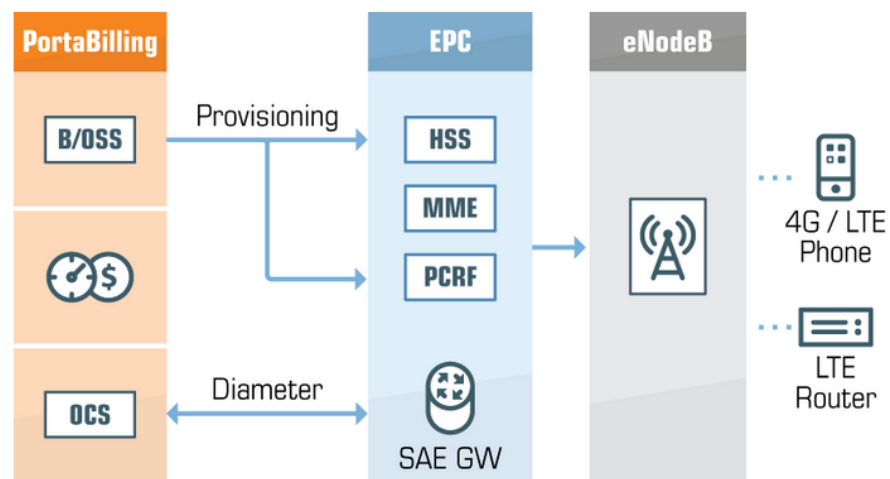 PortaBilling
EPC
eNodeB
B/OSS
Provisioning
HSS
MME
PCRF
$
4G / LTE
Phone
LTE
Router
OCS
Diameter
SAE GW